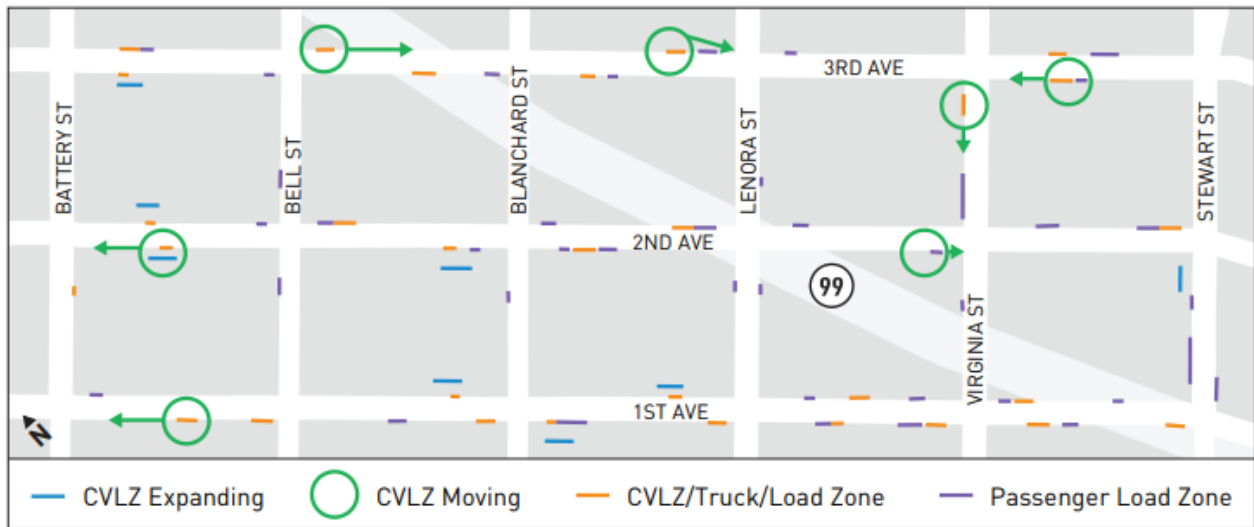 BATTERY ST
BELL ST
BLANCHARD ST
LENORA ST
VIRGINIA ST
STEWART ST
3RD AVE
2ND AVE
99
1ST AVE
N
CVLZ Expanding
CVLZ Moving
CVLZ/Truck/Load Zone
Passenger Load Zone